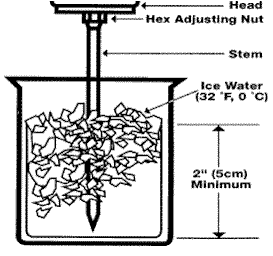 Head
Hex Adjusting Nut
Stem
Ice Water
(32 ˚F, 0 ˚C)
2" (5cm)
Minimum